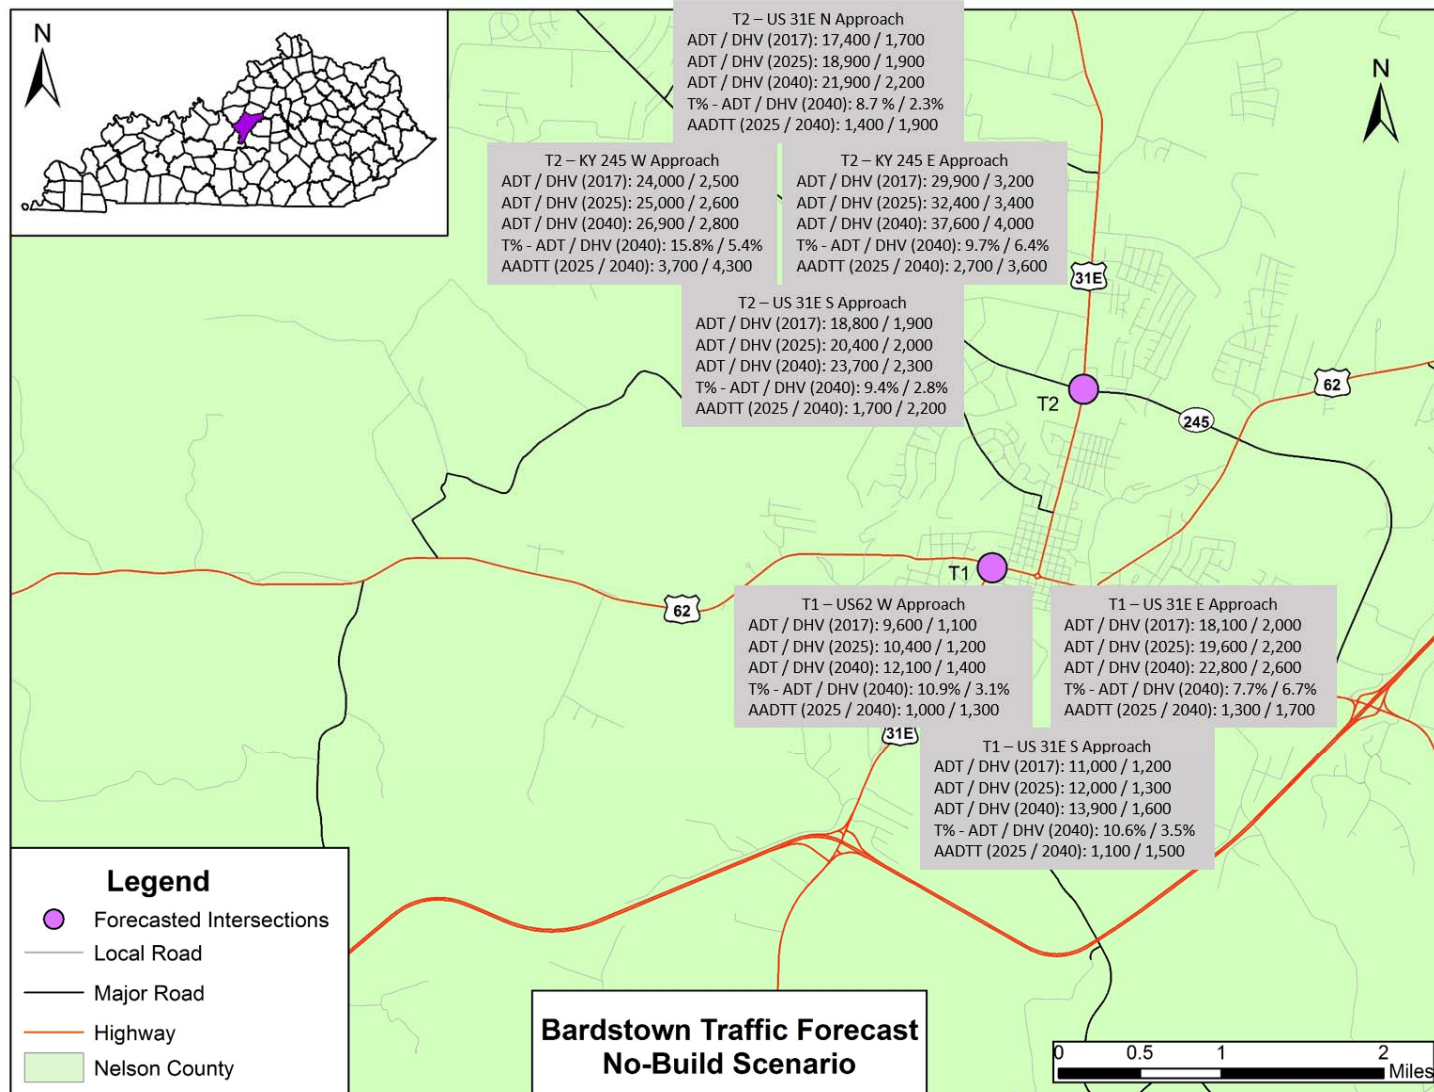 N
T2 – US 31E N Approach
ADT / DHV (2017): 17,400 / 1,700
ADT / DHV (2025): 18,900 / 1,900
ADT / DHV (2040): 21,900 / 2,200
T% - ADT / DHV (2040): 8.7 % / 2.3%
AADTT (2025 / 2040): 1,400 / 1,900
N
T2 – KY 245 W Approach
ADT / DHV (2017): 24,000 / 2,500
ADT / DHV (2025): 25,000 / 2,600
ADT / DHV (2040): 26,900 / 2,800
T% - ADT / DHV (2040): 15.8% / 5.4%
AADTT (2025 / 2040): 3,700 / 4,300
T2 – KY 245 E Approach
ADT / DHV (2017): 29,900 / 3,200
ADT / DHV (2025): 32,400 / 3,400
ADT / DHV (2040): 37,600 / 4,000
T% - ADT / DHV (2040): 9.7% / 6.4%
AADTT (2025 / 2040): 2,700 / 3,600
31E
T2 – US 31E S Approach
ADT / DHV (2017): 18,800 / 1,900
ADT / DHV (2025): 20,400 / 2,000
ADT / DHV (2040): 23,700 / 2,300
T% - ADT / DHV (2040): 9.4% / 2.8%
AADTT (2025 / 2040): 1,700 / 2,200
62
T2
245
T1
62
T1 – US62 W Approach
ADT / DHV (2017): 9,600 / 1,100
ADT / DHV (2025): 10,400 / 1,200
ADT / DHV (2040): 12,100 / 1,400
T% - ADT / DHV (2040): 10.9% / 3.1%
AADTT (2025 / 2040): 1,000 / 1,300
T1 – US 31E E Approach
ADT / DHV (2017): 18,100 / 2,000
ADT / DHV (2025): 19,600 / 2,200
ADT / DHV (2040): 22,800 / 2,600
T% - ADT / DHV (2040): 7.7% / 6.7%
AADTT (2025 / 2040): 1,300 / 1,700
31E
T1 – US 31E S Approach
ADT / DHV (2017): 11,000 / 1,200
ADT / DHV (2025): 12,000 / 1,300
ADT / DHV (2040): 13,900 / 1,600
T% - ADT / DHV (2040): 10.6% / 3.5%
AADTT (2025 / 2040): 1,100 / 1,500
Legend
Forecasted Intersections
Local Road
Major Road
Highway
Nelson County
Bardstown Traffic Forecast
No-Build Scenario
0 0.5 1 2
Miles